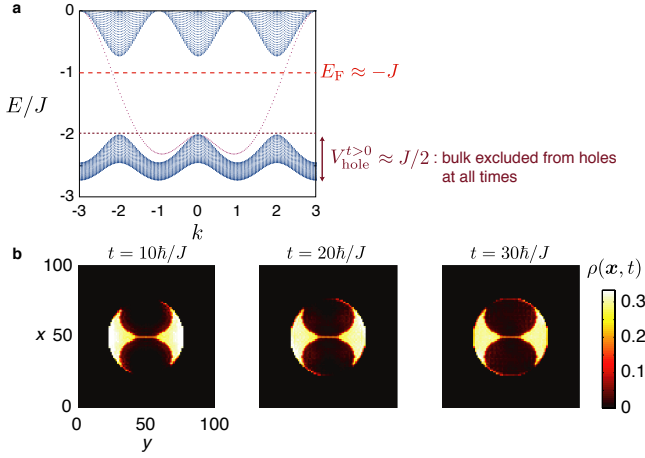 a
0
-1
-2
-3
E/J
-3 -2 -1 0 1 2 3
k
E_F ≈ -J
V_hole^{t>0} ≈ J/2 : bulk excluded from holes
at all times
b
t = 10ℏ/J
t = 20ℏ/J
t = 30ℏ/J
ρ(x, t)
100
x 50
0
0 50 100
y
0.3
0.2
0.1
0